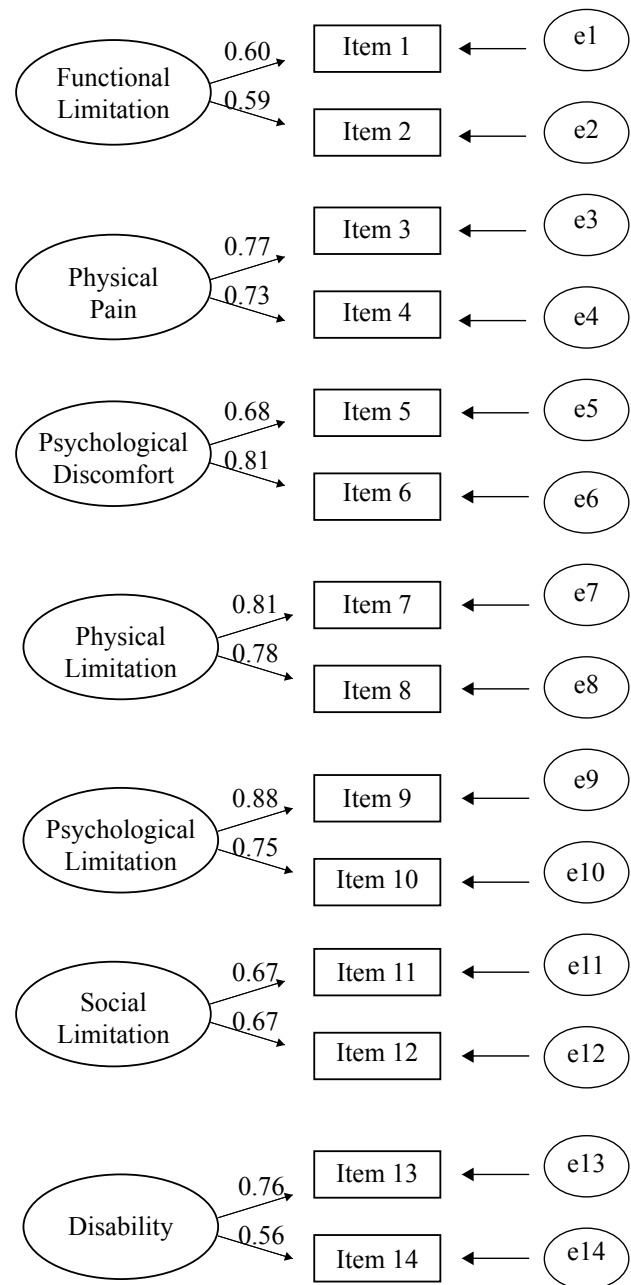 0.60
Item 1
e1
Functional
Limitation
0.59
Item 2
e2
0.77
Item 3
e3
Physical
Pain
0.73
Item 4
e4
0.68
Item 5
e5
Psychological
Discomfort
0.81
Item 6
e6
0.81
Item 7
e7
Physical
Limitation
0.78
Item 8
e8
0.88
Item 9
e9
Psychological
Limitation
0.75
Item 10
e10
0.67
Item 11
e11
Social
Limitation
0.67
Item 12
e12
0.76
Item 13
e13
Disability
0.56
Item 14
e14